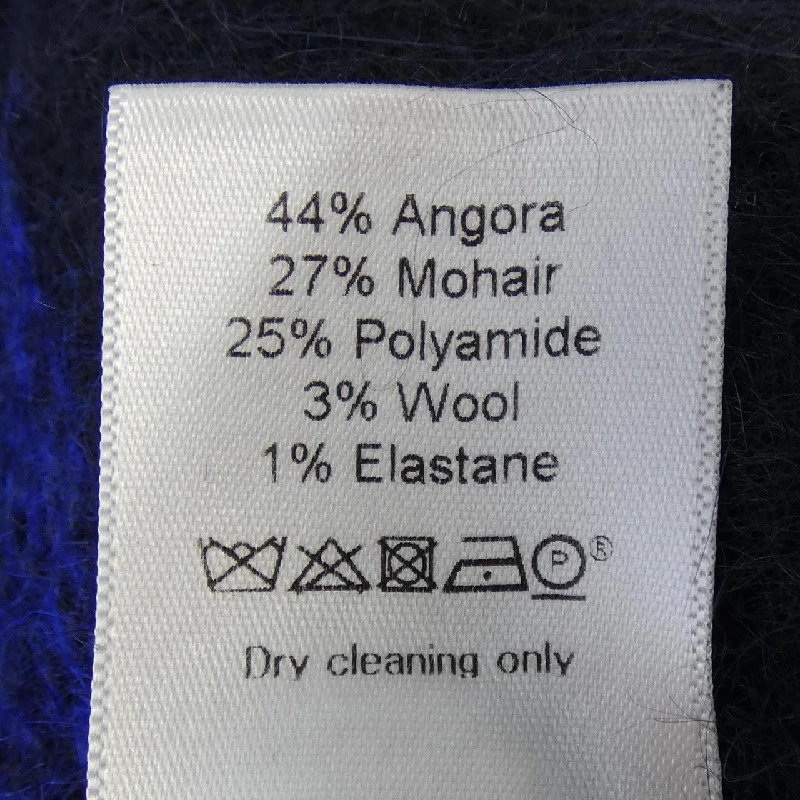 44% Angora
27% Mohair
25% Polyamide
3% Wool
1% Elastane
P ®
Dry cleaning only